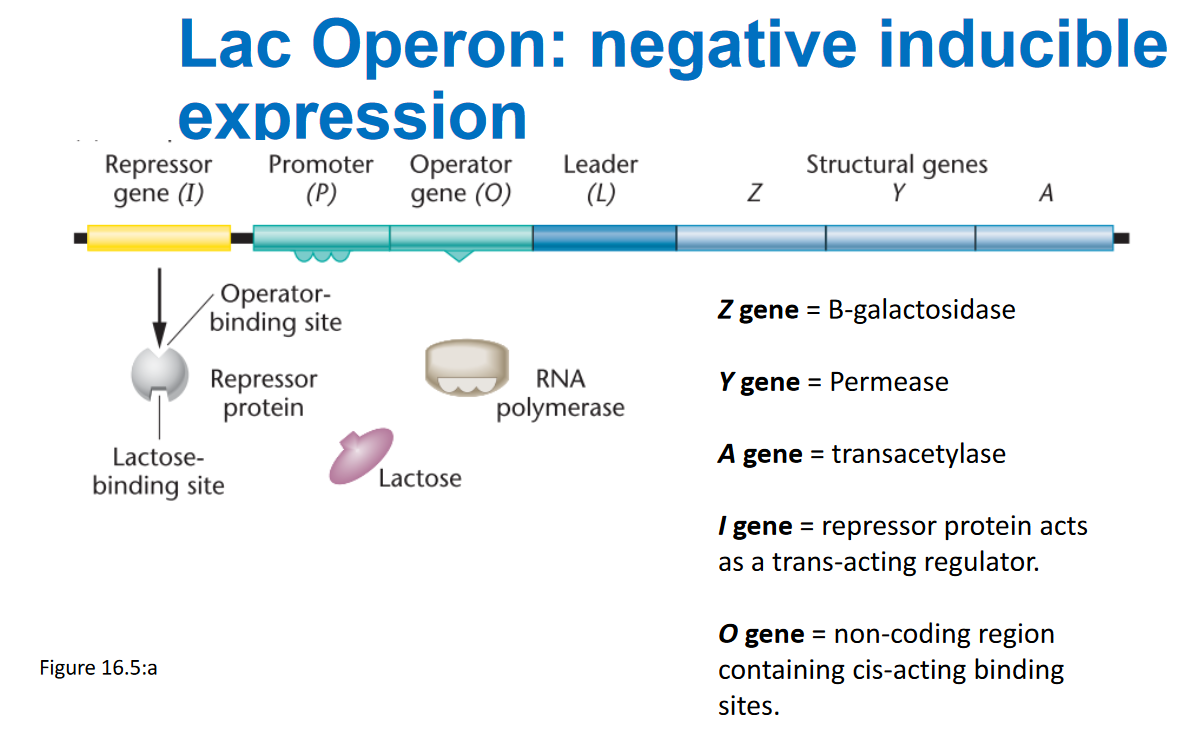 Lac Operon: negative inducible
expression
Repressor
gene (I)
Promoter
(P)
Operator
gene (O)
Leader
(L)
Structural genes
Z Y A
Operator-
binding site
Repressor
protein
Lactose-
binding site
Lactose
RNA
polymerase
Z gene = B-galactosidase
Y gene = Permease
A gene = transacetylase
I gene = repressor protein acts
as a trans-acting regulator.
O gene = non-coding region
containing cis-acting binding
sites.
Figure 16.5:a